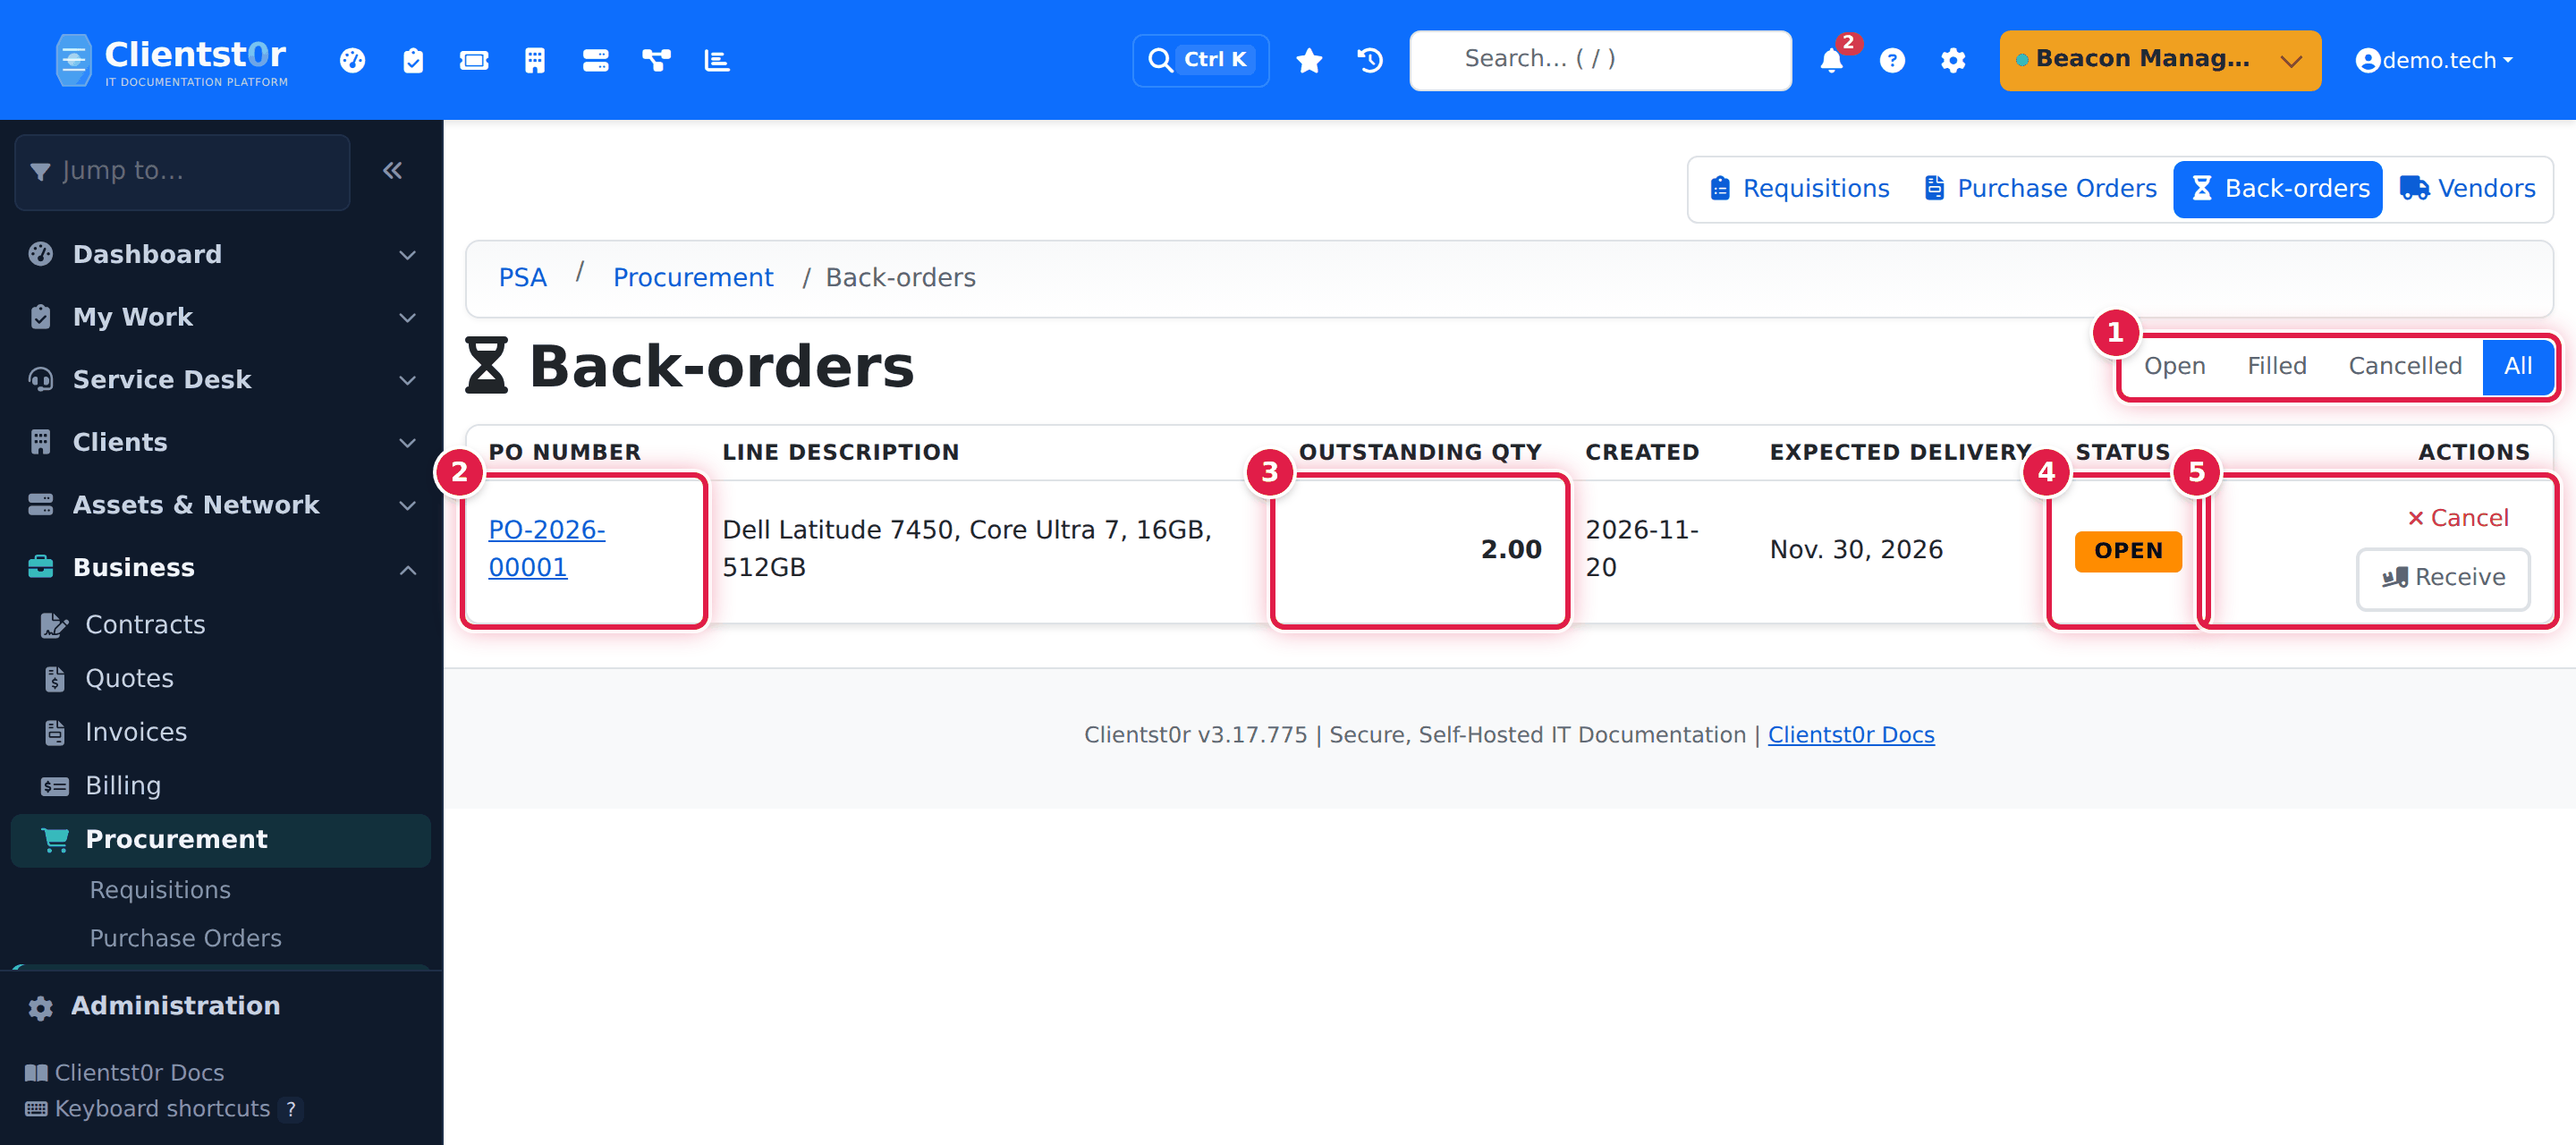 Clientst0r
IT DOCUMENTATION PLATFORM
Ctrl K
Search... ( / )
2
?
Beacon Manag...
demo.tech
Jump to...
Dashboard
My Work
Service Desk
Clients
Assets & Network
Business
Contracts
Quotes
Invoices
Billing
Procurement
Requisitions
Purchase Orders
Administration
Clientst0r Docs
Keyboard shortcuts ?
Requisitions Purchase Orders Back-orders Vendors
PSA / Procurement / Back-orders
Back-orders
1
Open Filled Cancelled All
PO NUMBER LINE DESCRIPTION OUTSTANDING QTY CREATED EXPECTED DELIVERY STATUS ACTIONS
2 3 4 5
PO-2026-00001
Dell Latitude 7450, Core Ultra 7, 16GB,
512GB
2.00
2026-11-
20
Nov. 30, 2026
OPEN
Cancel
Receive
Clientst0r v3.17.775 | Secure, Self-Hosted IT Documentation | Clientst0r Docs